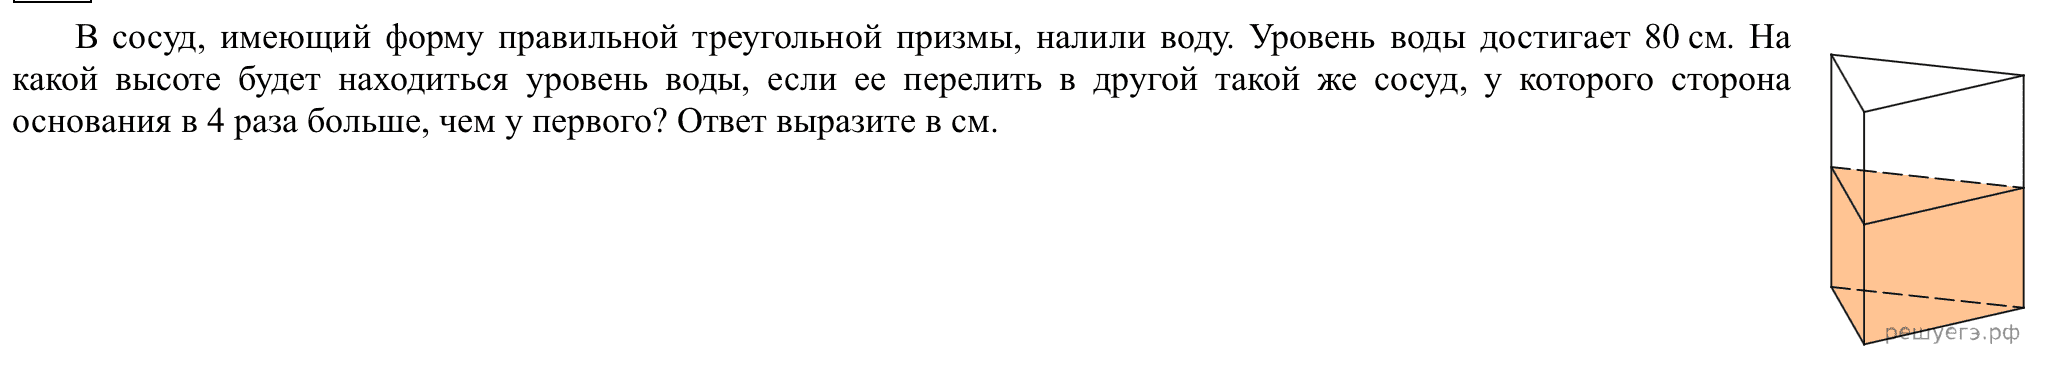 В сосуд, имеющий форму правильной треугольной призмы, налили воду. Уровень воды достигает 80 см. На
какой высоте будет находиться уровень воды, если ее перелить в другой такой же сосуд, у которого сторона
основания в 4 раза больше, чем у первого? Ответ выразите в см.
решуегэ.рф